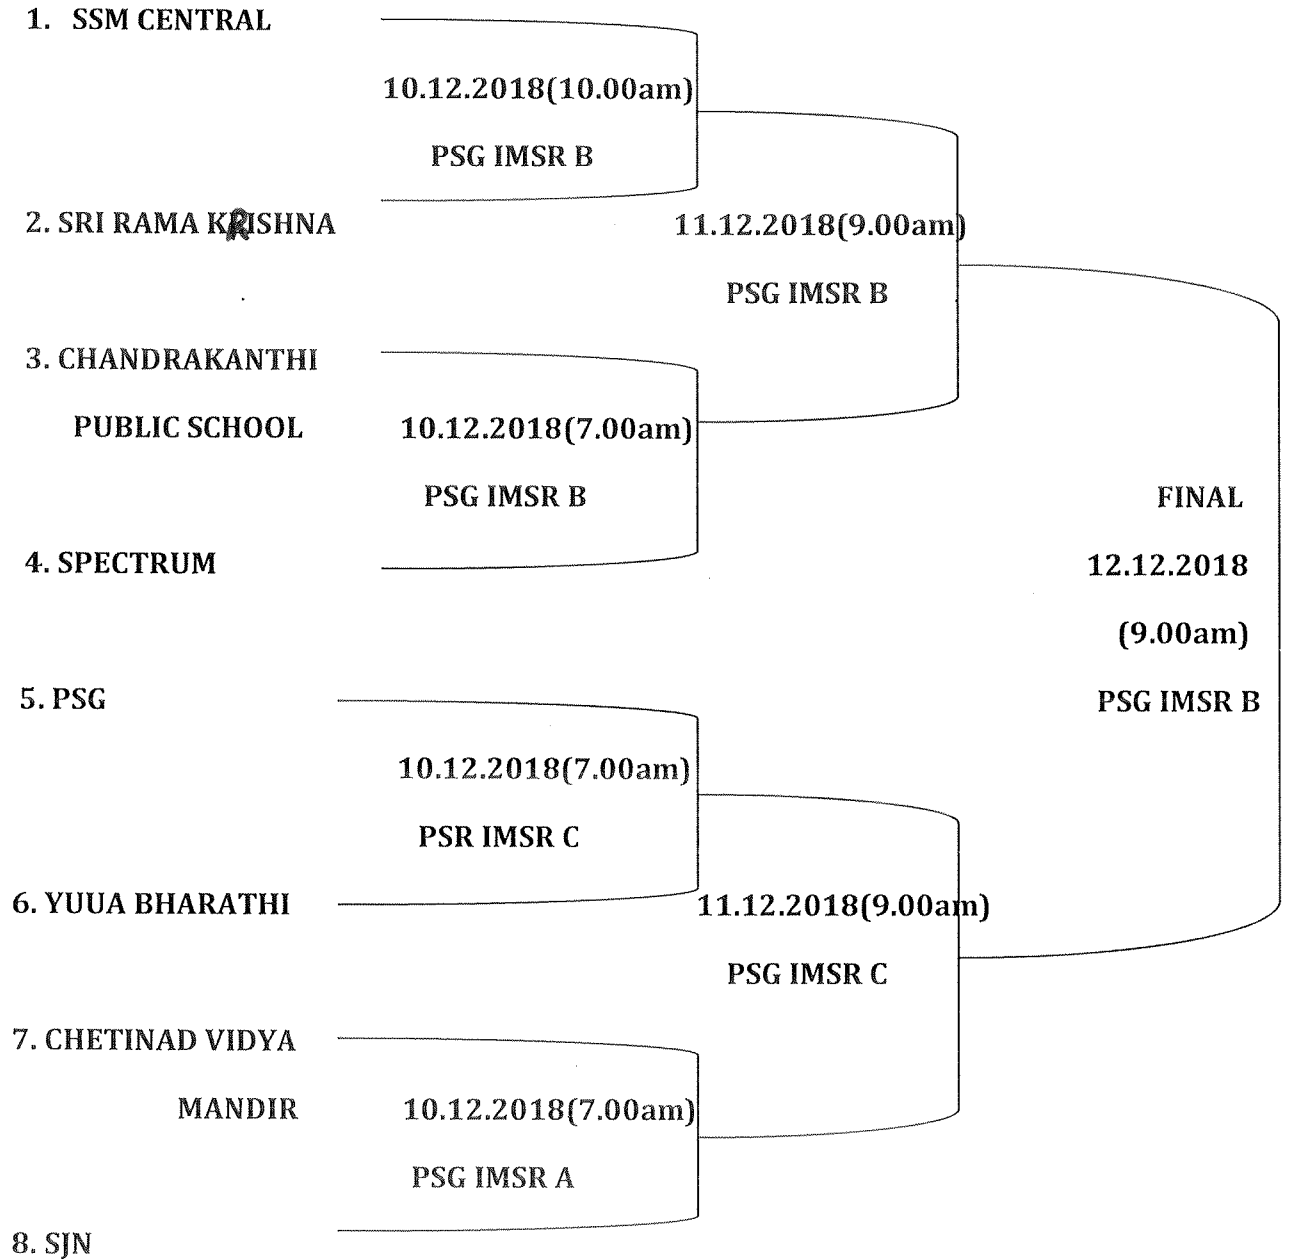 1. SSM CENTRAL
10.12.2018(10.00am)
PSG IMSR B
2. SRI RAMA KRISHNA
11.12.2018(9.00am)
PSG IMSR B
3. CHANDRAKANTHI
PUBLIC SCHOOL
10.12.2018(7.00am)
PSG IMSR B
FINAL
4. SPECTRUM
12.12.2018
(9.00am)
5. PSG
PSG IMSR B
10.12.2018(7.00am)
PSR IMSR C
6. YUUA BHARATHI
11.12.2018(9.00am)
PSG IMSR C
7. CHETINAD VIDYA
MANDIR
10.12.2018(7.00am)
PSG IMSR A
8. SJN